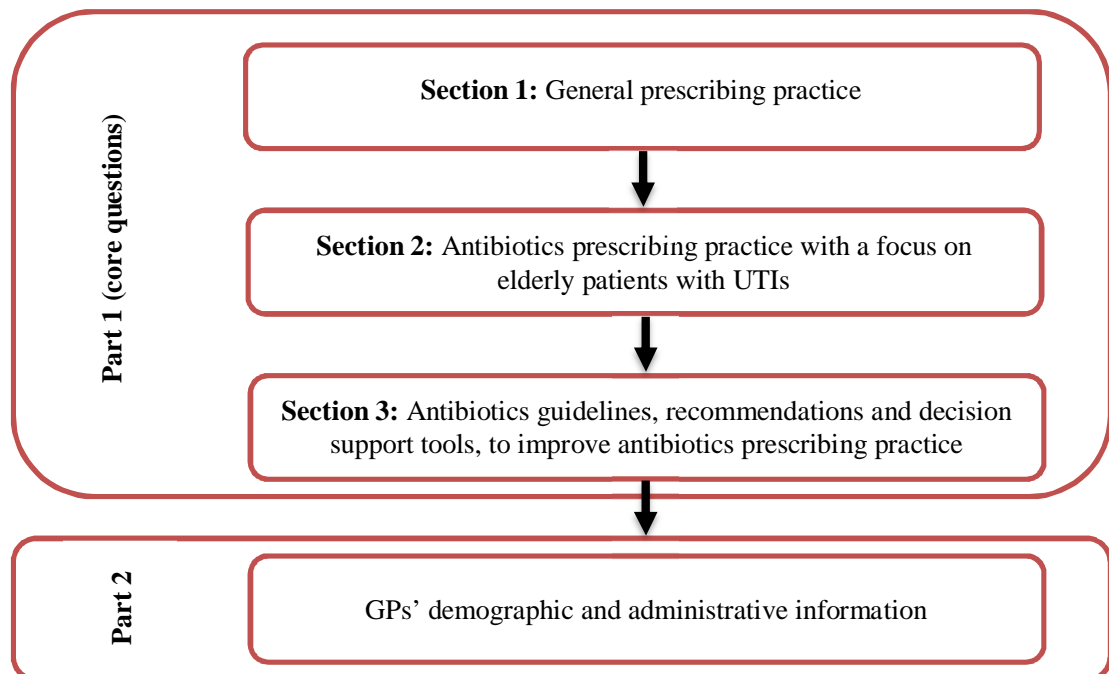 Part 1 (core questions)
Section 1: General prescribing practice
Section 2: Antibiotics prescribing practice with a focus on
elderly patients with UTIs
Section 3: Antibiotics guidelines, recommendations and decision
support tools, to improve antibiotics prescribing practice
Part 2
GPs’ demographic and administrative information